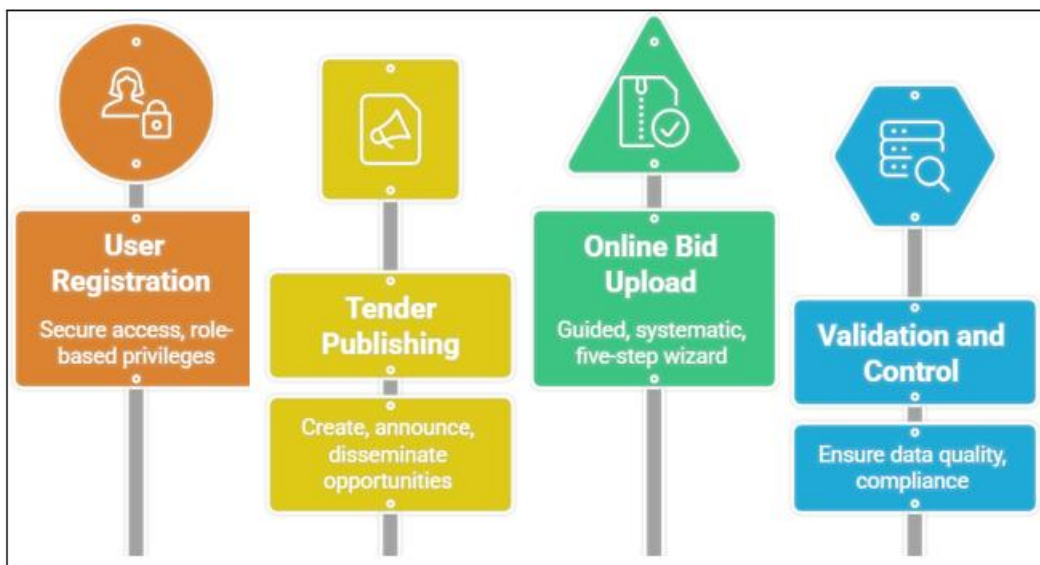 User
Registration
Secure access, role-
based privileges
Tender
Publishing
Create, announce,
disseminate
opportunities
Online Bid
Upload
Guided, systematic,
five-step wizard
Validation and
Control
Ensure data quality,
compliance